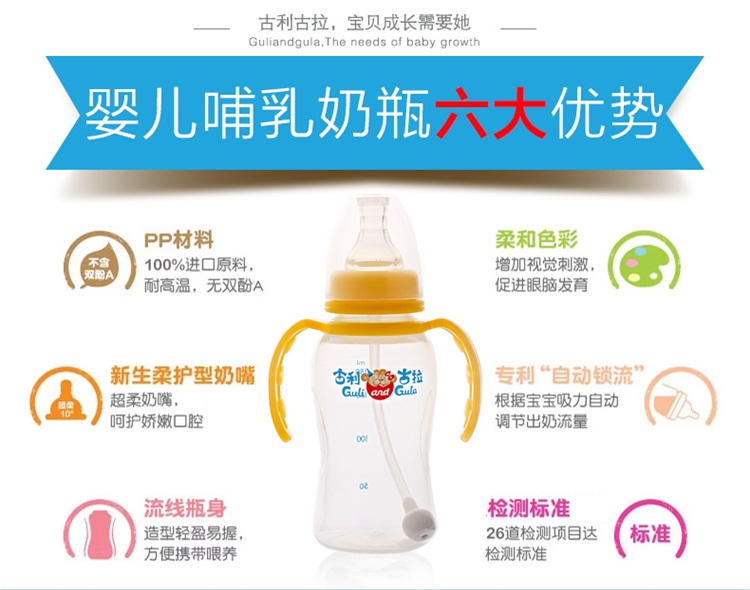 古利古拉，宝贝成长需要她
Guliandgula,The needs of baby growth
婴儿哺乳奶瓶六大优势
不含
双酚A
PP材料
100%进口原料，
耐高温，无双酚A
柔和色彩
增加视觉刺激，
促进眼脑发育
超柔
10°
新生柔护型奶嘴
超柔奶嘴，
呵护娇嫩口腔
古利 古拉
Guli and Gula
100
50
专利“自动锁流”
根据宝宝吸力自动
调节出奶流量
流线瓶身
造型轻盈易握，
方便携带喂养
检测标准
26道检测项目达
检测标准
标准